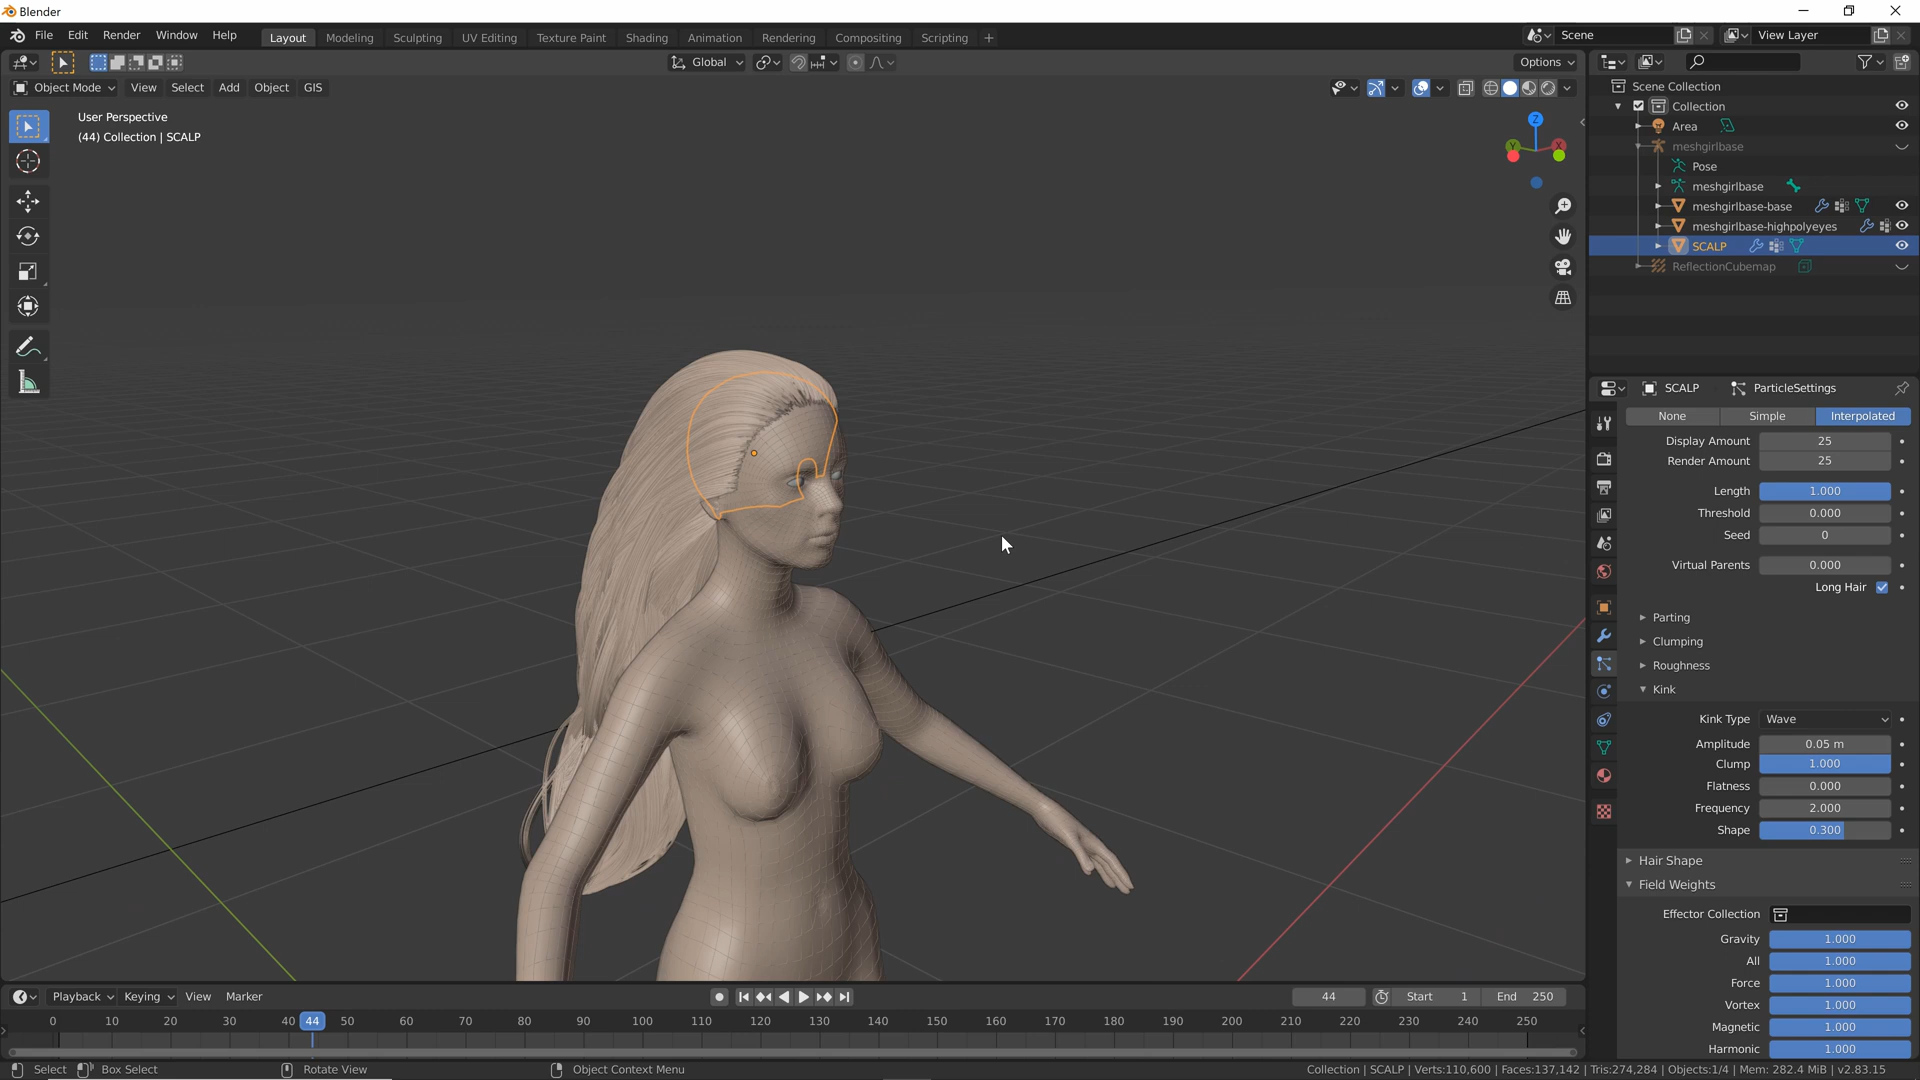 Blender
File Edit Render Window Help Layout Modeling Sculpting UV Editing Texture Paint Shading Animation Rendering Compositing Scripting + Scene View Layer
Global Options
Object Mode View Select Add Object GIS
User Perspective
(44) Collection | SCALP
Z
Y
X
Scene Collection
Collection
Area
meshgirlbase
Pose
meshgirlbase
meshgirlbase-base
meshgirlbase-highpolyeyes
SCALP
ReflectionCubemap
SCALP ParticleSettings
None Simple Interpolated
Display Amount 25
Render Amount 25
Length 1.000
Threshold 0.000
Seed 0
Virtual Parents 0.000
Long Hair
Parting
Clumping
Roughness
Kink
Kink Type Wave
Amplitude 0.05 m
Clump 1.000
Flatness 0.000
Frequency 2.000
Shape 0.300
Hair Shape
Field Weights
Effector Collection
Gravity 1.000
All 1.000
Force 1.000
Vortex 1.000
Magnetic 1.000
Harmonic 1.000
Playback Keying View Marker 44 Start 1 End 250
0 10 20 30 40 44 50 60 70 80 90 100 110 120 130 140 150 160 170 180 190 200 210 220 230 240 250
Select Box Select Rotate View Object Context Menu Collection | SCALP | Verts:110,600 | Faces:137,142 | Tris:274,284 | Objects:1/4 | Mem: 282.4 MiB | v2.83.15